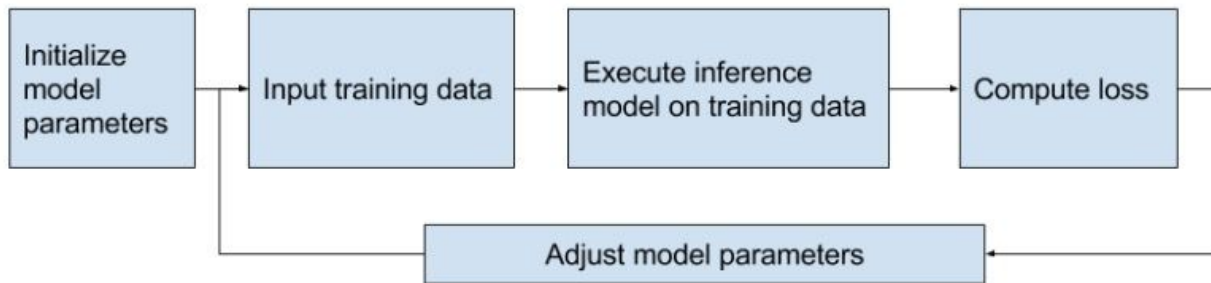 Initialize
model
parameters
Input training data
Execute inference
model on training data
Compute loss
Adjust model parameters